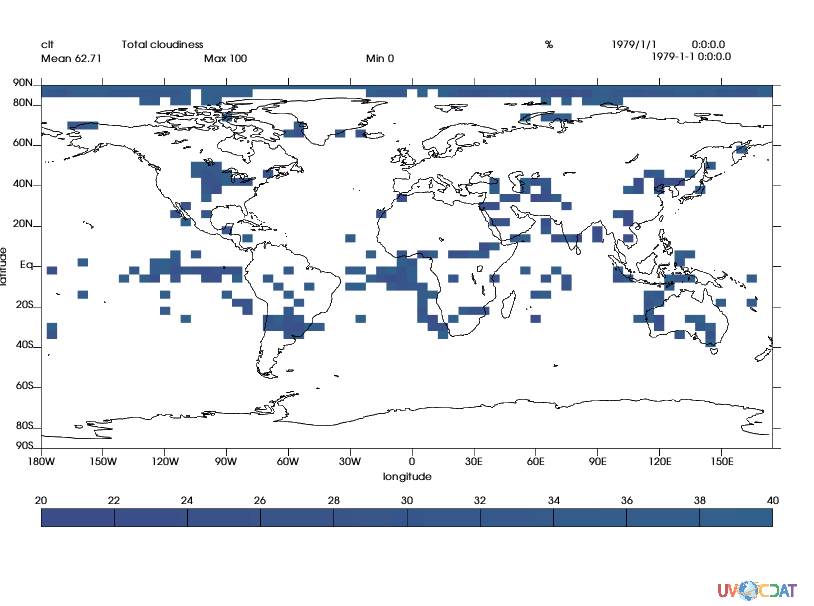 clt Total cloudiness % 1979/1/1 0:0:0.0
Mean 62.71 Max 100 Min 0 1979-1-1 0:0:0.0
90N
80N
60N
40N
20N
Eq
20S
40S
60S
80S
90S
latitude
180W 150W 120W 90W 60W 30W 0 30E 60E 90E 120E 150E
longitude
20 22 24 26 28 30 32 34 36 38 40
UVCDAT